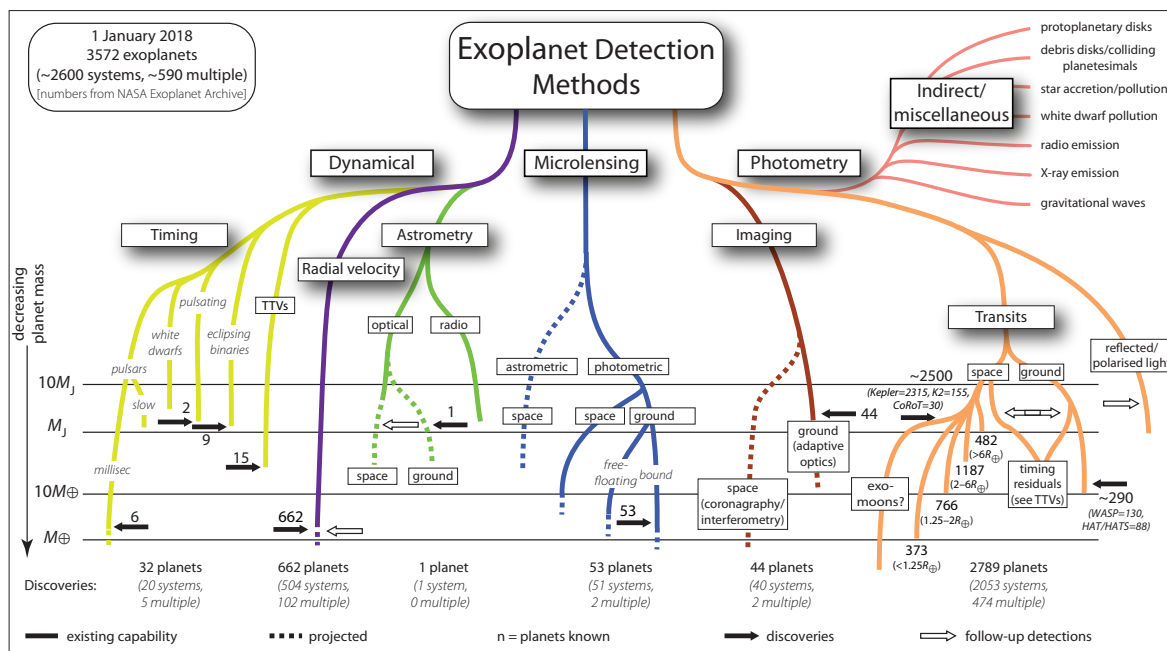 1 January 2018
3572 exoplanets
(~2600 systems, ~590 multiple)
[numbers from NASA Exoplanet Archive]
Exoplanet Detection
Methods
Indirect/
miscellaneous
protoplanetary disks
debris disks/colliding
planetesimals
star accretion/pollution
white dwarf pollution
radio emission
X-ray emission
gravitational waves
Dynamical
Microlensing
Photometry
Timing
Astrometry
Imaging
Radial velocity
Transits
decreasing
planet mass
10MJ
MJ
10M⊕
M⊕
pulsars
slow
millisec
white
dwarfs
pulsating
eclipsing
binaries
TTVs
2
9
15
6
662
optical
radio
1
space
ground
astrometric
photometric
space
space
ground
free-
floating
bound
53
44
ground
(adaptive
optics)
space
(coronagraphy/
interferometry)
space
ground
reflected/
polarised light
~2500
(Kepler=2315, K2=155,
CoRoT=30)
exo-
moons?
482
(>6R⊕)
1187
(2–6R⊕)
766
(1.25–2R⊕)
373
(<1.25R⊕)
timing
residuals
(see TTVs)
~290
(WASP=130,
HAT/HATS=88)
Discoveries:
32 planets
(20 systems,
5 multiple)
662 planets
(504 systems,
102 multiple)
1 planet
(1 system,
0 multiple)
53 planets
(51 systems,
2 multiple)
44 planets
(40 systems,
2 multiple)
2789 planets
(2053 systems,
474 multiple)
existing capability
projected
n = planets known
discoveries
follow-up detections